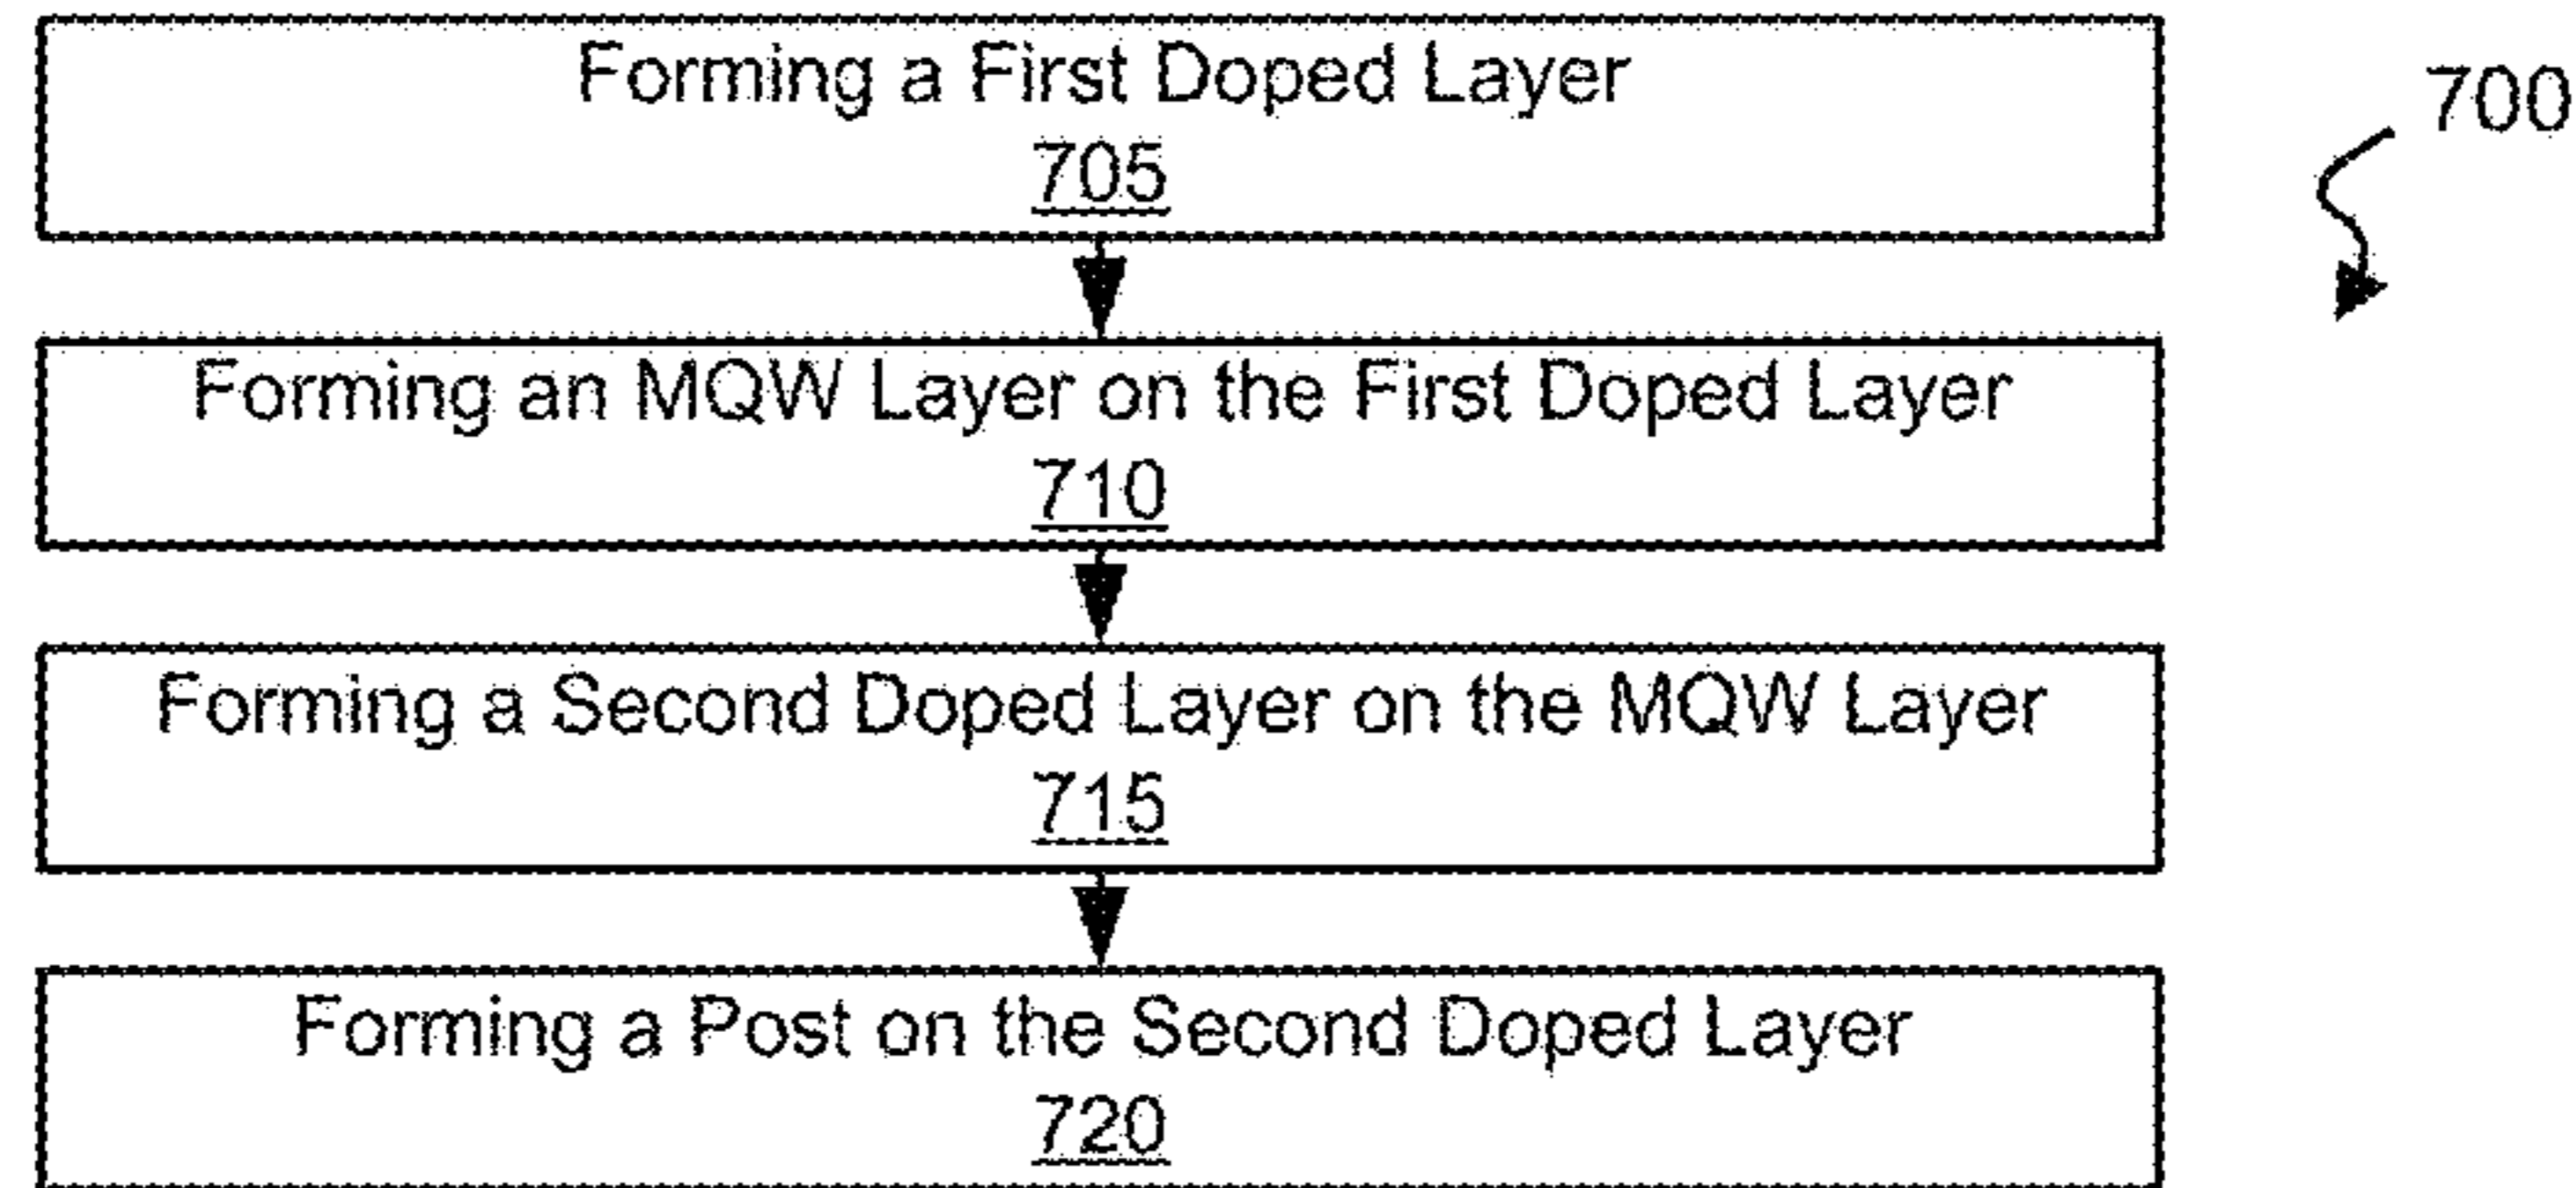 Forming a First Doped Layer
705
700
Forming an MQW Layer on the First Doped Layer
710
Forming a Second Doped Layer on the MQW Layer
715
Forming a Post on the Second Doped Layer
720